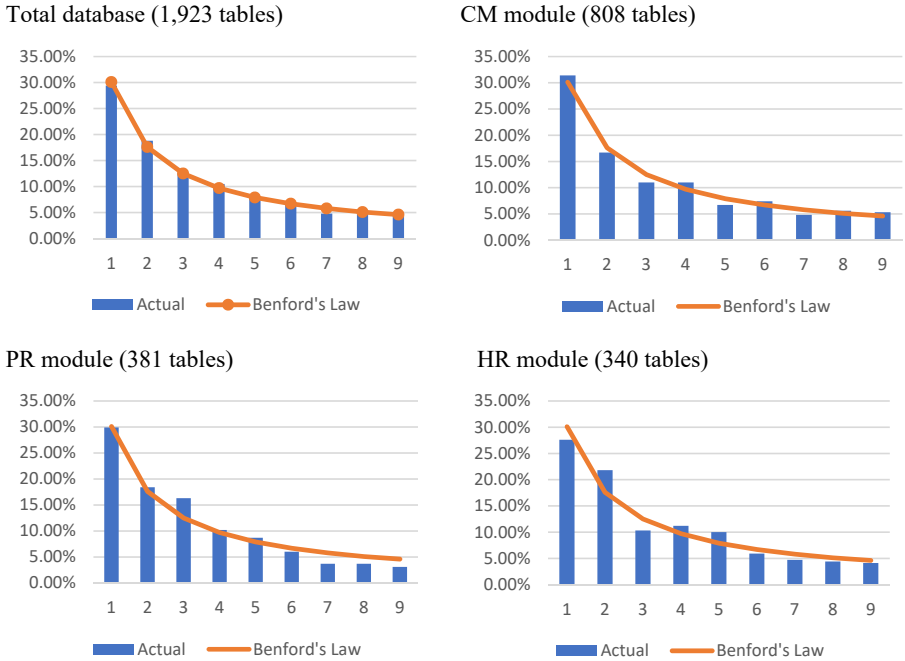 Total database (1,923 tables)
35.00%
30.00%
25.00%
20.00%
15.00%
10.00%
5.00%
0.00%
1 2 3 4 5 6 7 8 9
Actual Benford's Law
CM module (808 tables)
35.00%
30.00%
25.00%
20.00%
15.00%
10.00%
5.00%
0.00%
1 2 3 4 5 6 7 8 9
Actual Benford's Law
PR module (381 tables)
35.00%
30.00%
25.00%
20.00%
15.00%
10.00%
5.00%
0.00%
1 2 3 4 5 6 7 8 9
Actual Benford's Law
HR module (340 tables)
35.00%
30.00%
25.00%
20.00%
15.00%
10.00%
5.00%
0.00%
1 2 3 4 5 6 7 8 9
Actual Benford's Law